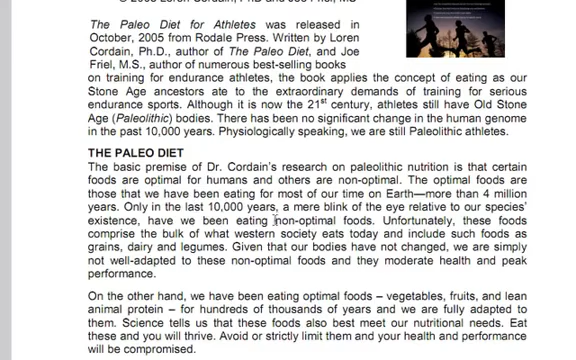 © 2005 Loren Cordain, PhD and Joe Friel, MS
The Paleo Diet for Athletes was released in
October, 2005 from Rodale Press. Written by Loren
Cordain, Ph.D., author of The Paleo Diet, and Joe
Friel, M.S., author of numerous best-selling books
on training for endurance athletes, the book applies the concept of eating as our
Stone Age ancestors ate to the extraordinary demands of training for serious
endurance sports. Although it is now the 21st century, athletes still have Old Stone
Age (Paleolithic) bodies. There has been no significant change in the human genome
in the past 10,000 years. Physiologically speaking, we are still Paleolithic athletes.
THE PALEO DIET
The basic premise of Dr. Cordain's research on paleolithic nutrition is that certain
foods are optimal for humans and others are non-optimal. The optimal foods are
those that we have been eating for most of our time on Earth—more than 4 million
years. Only in the last 10,000 years, a mere blink of the eye relative to our species'
existence, have we been eating non-optimal foods. Unfortunately, these foods
comprise the bulk of what western society eats today and include such foods as
grains, dairy and legumes. Given that our bodies have not changed, we are simply
not well-adapted to these non-optimal foods and they moderate health and peak
performance.
On the other hand, we have been eating optimal foods – vegetables, fruits, and lean
animal protein – for hundreds of thousands of years and we are fully adapted to
them. Science tells us that these foods also best meet our nutritional needs. Eat
these and you will thrive. Avoid or strictly limit them and your health and performance
will be compromised.